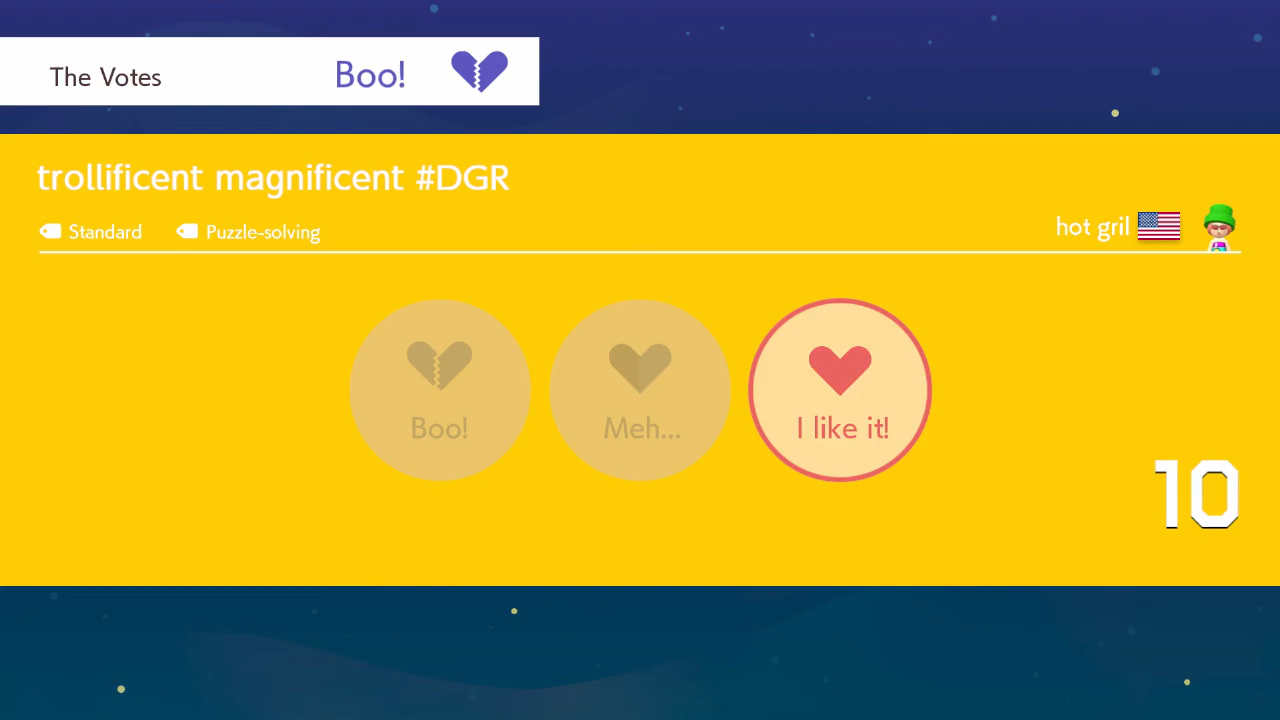 The Votes
Boo!
trollificent magnificent #DGR
Standard
Puzzle-solving
hot gril
Boo!
Meh...
I like it!
10